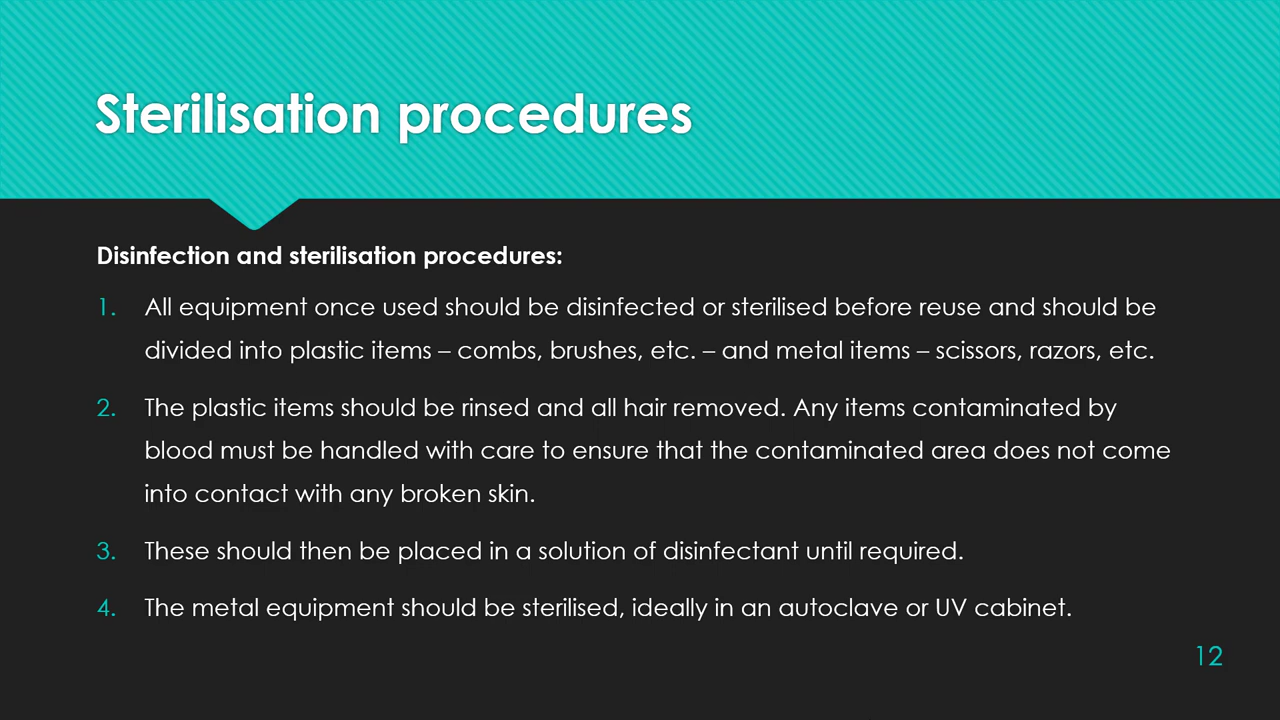 Sterilisation procedures
Disinfection and sterilisation procedures:
1. All equipment once used should be disinfected or sterilised before reuse and should be
divided into plastic items – combs, brushes, etc. – and metal items – scissors, razors, etc.
2. The plastic items should be rinsed and all hair removed. Any items contaminated by
blood must be handled with care to ensure that the contaminated area does not come
into contact with any broken skin.
3. These should then be placed in a solution of disinfectant until required.
4. The metal equipment should be sterilised, ideally in an autoclave or UV cabinet.
12